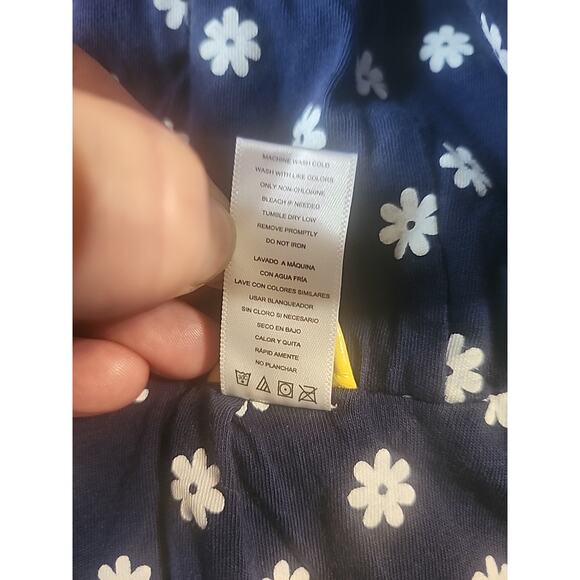 MACHINE WASH COLD
WASH WITH LIKE COLORS
ONLY NON-CHLORINE
BLEACH IF NEEDED
TUMBLE DRY LOW
REMOVE PROMPTLY
DO NOT IRON
LAVADO A MÁQUINA
CON AGUA FRÍA
LAVE CON COLORES SIMILARES
USAR BLANQUEADOR
SIN CLORO SI NECESARIO
SECO EN BAJO
CALOR Y QUITA
RÁPID AMENTE
NO PLANCHAR